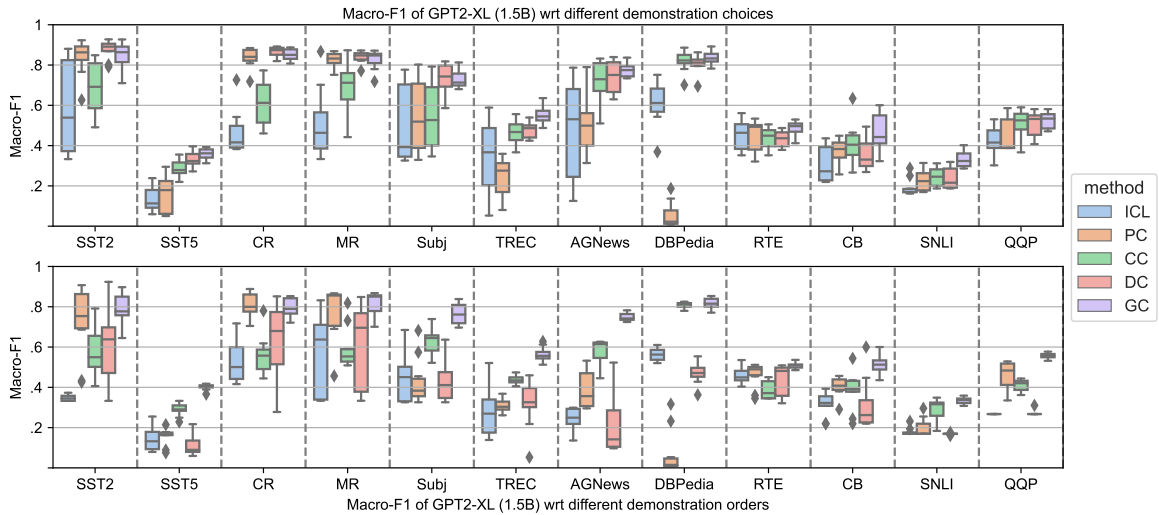 Macro-F1 of GPT2-XL (1.5B) wrt different demonstration choices
1
.8
.6
.4
.2
Macro-F1
SST2 SST5 CR MR Subj TREC AGNews DBPedia RTE CB SNLI QQP
method
ICL
PC
CC
DC
GC
1
.8
.6
.4
.2
Macro-F1
SST2 SST5 CR MR Subj TREC AGNews DBPedia RTE CB SNLI QQP
Macro-F1 of GPT2-XL (1.5B) wrt different demonstration orders